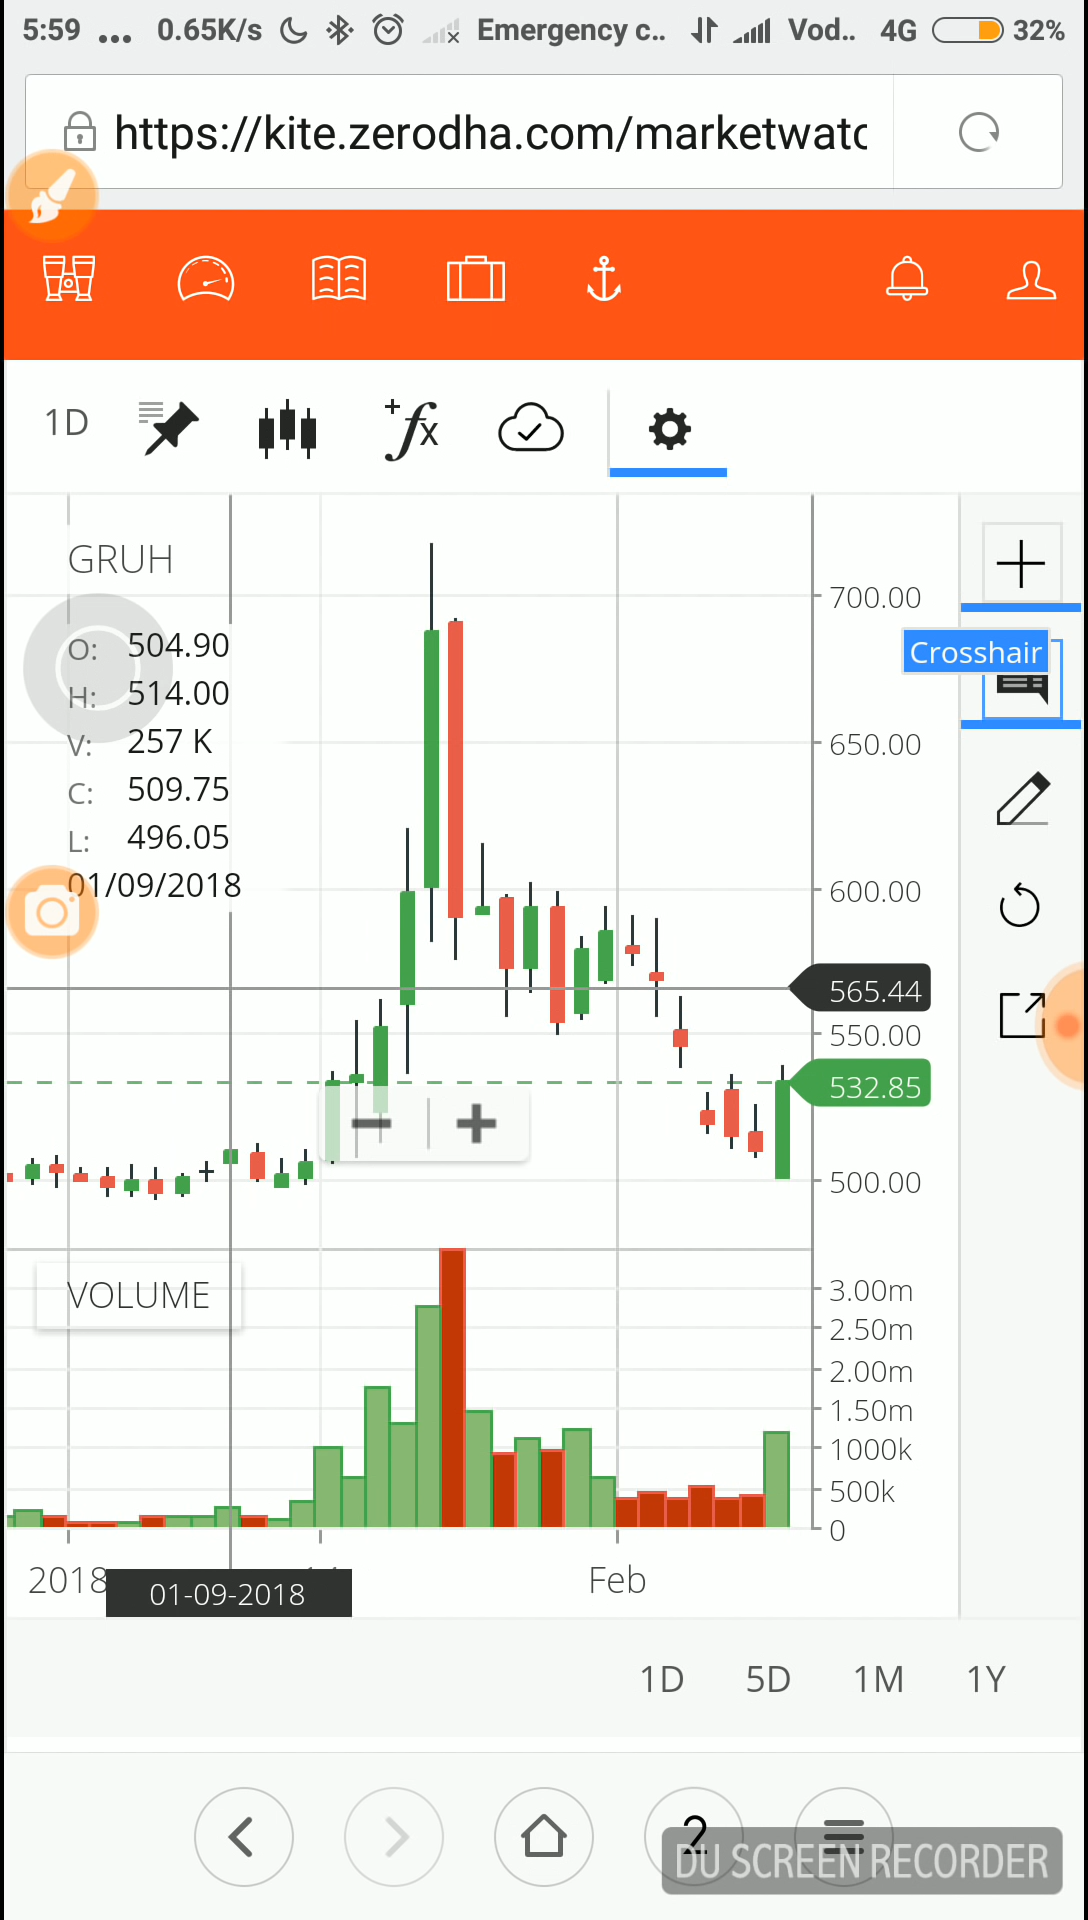 5:59 ... 0.65K/s Emergency c.. Vod.. 4G 32%
https://kite.zerodha.com/marketwatc
1D
GRUH
O: 504.90
H: 514.00
V: 257 K
C: 509.75
L: 496.05
01/09/2018
700.00
Crosshair
650.00
600.00
565.44
550.00
532.85
500.00
VOLUME
3.00m
2.50m
2.00m
1.50m
1000k
500k
0
2018
01-09-2018
Feb
1D 5D 1M 1Y
2
DU SCREEN RECORDER